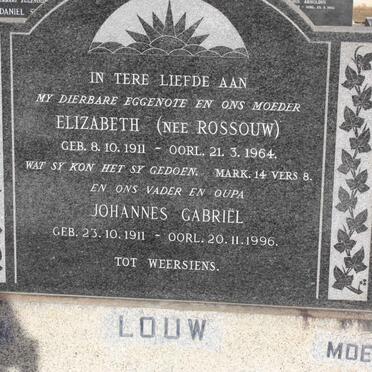 DANIEL
IN TERE LIEFDE AAN
MY DIERBARE EGGENOTE EN ONS MOEDER
ELIZABETH (NEE ROSSOUW)
GEB. 8.10.1911 – OORL. 21.3.1964.
WAT SY KON HET SY GEDOEN. MARK. 14 VERS 8.
EN ONS VADER EN OUPA
JOHANNES GABRIËL
GEB. 23.10.1911 – OORL. 20.11.1996.
TOT WEERSIENS.
LOUW
MOE